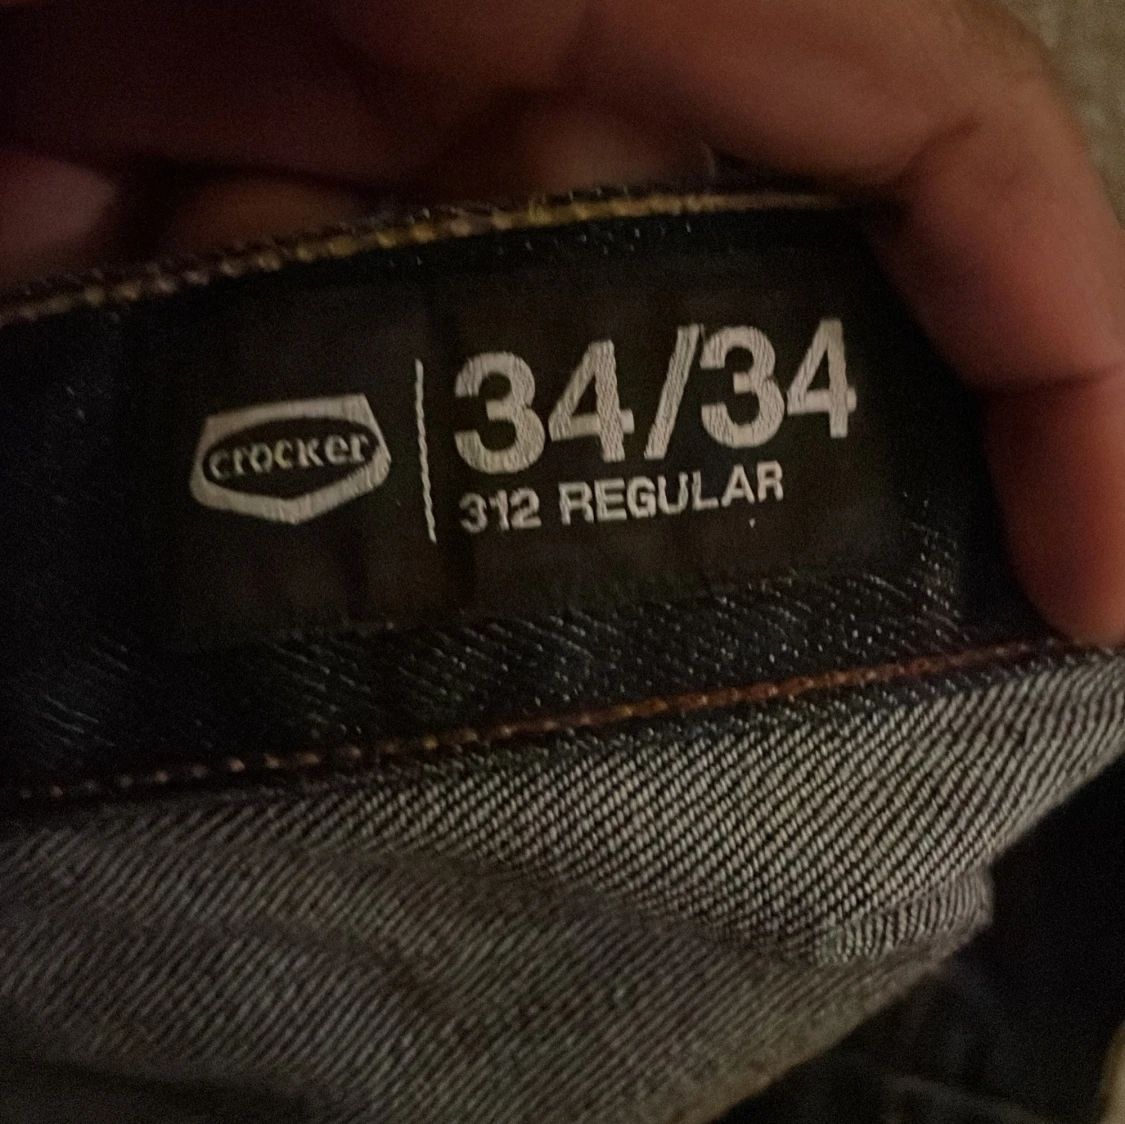 crocker
34/34
312 REGULAR